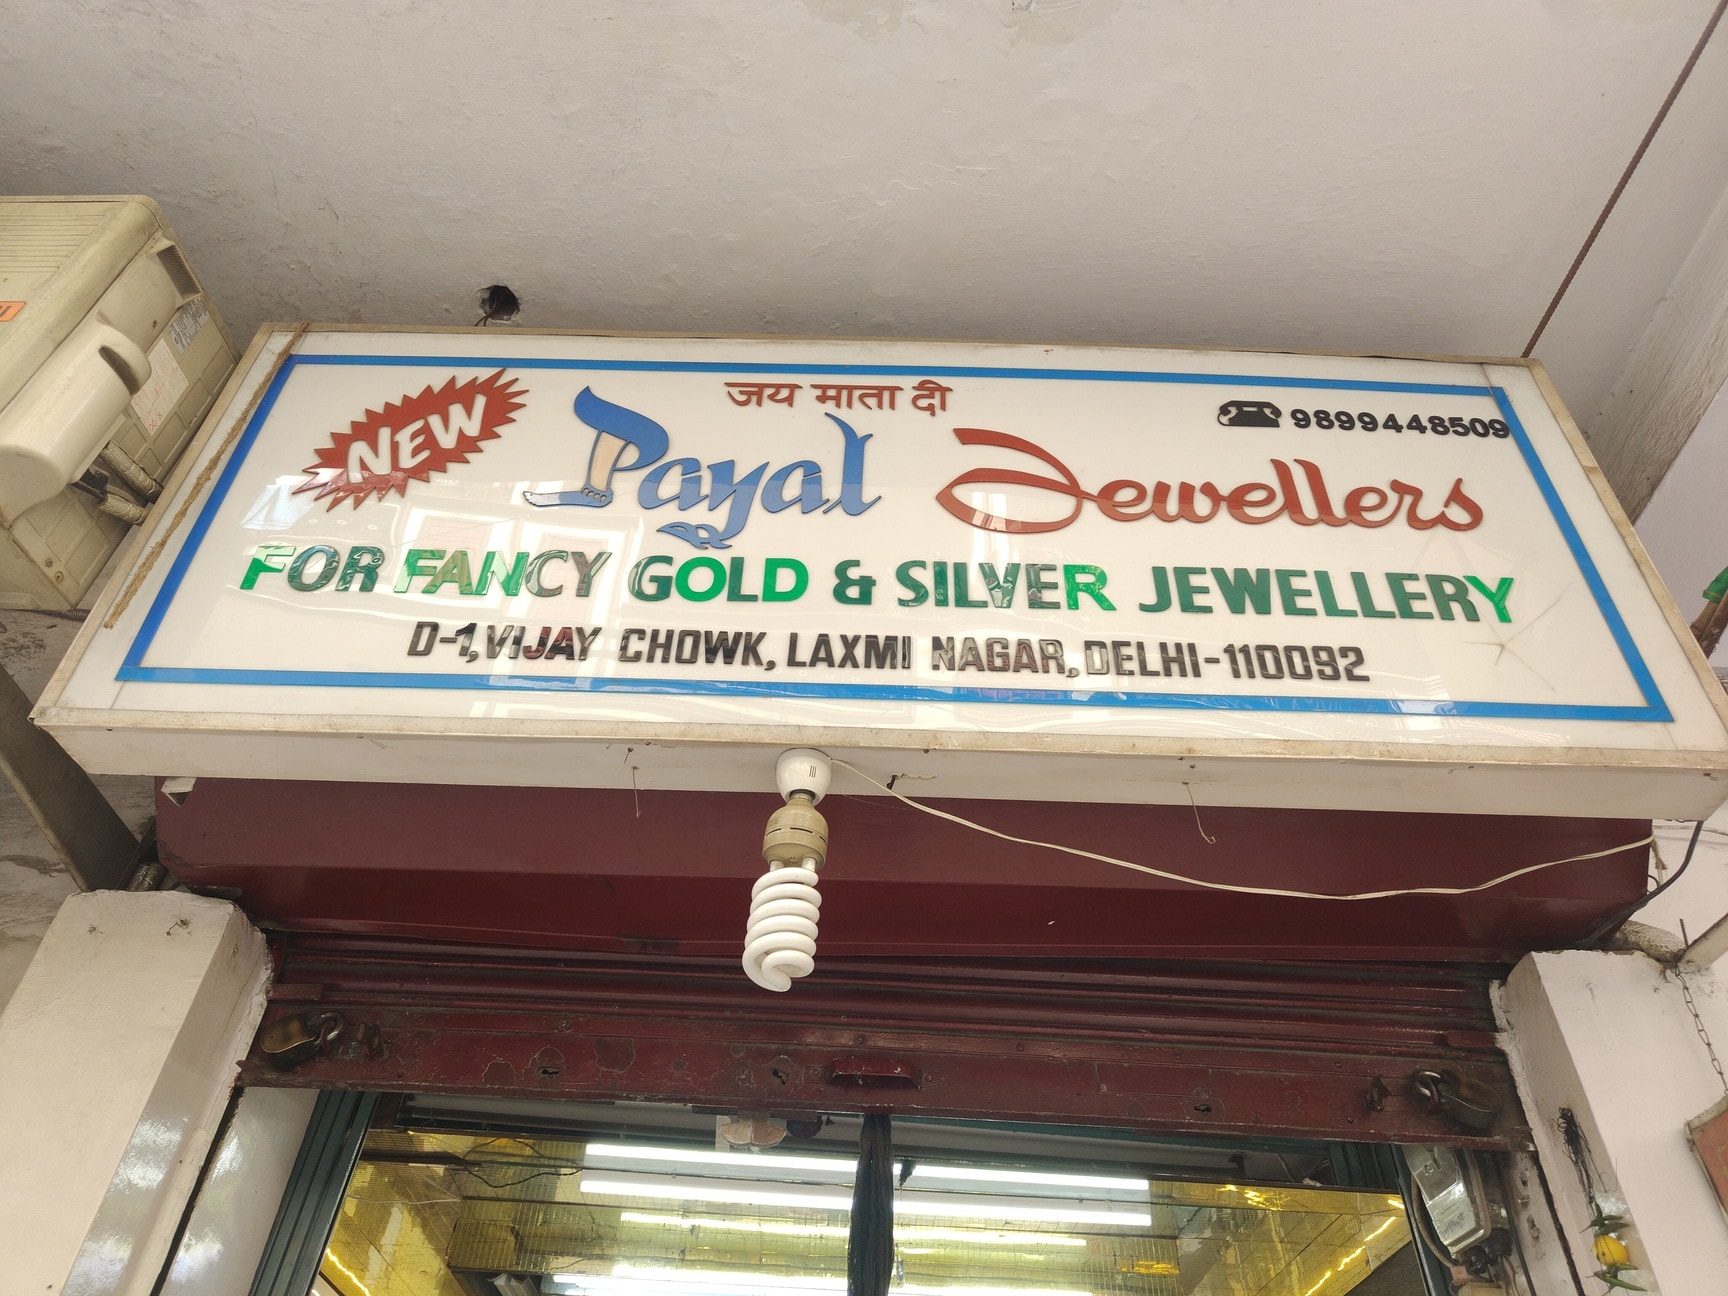 जय माता दी
9899448509
NEW Payal Jewellers
FOR FANCY GOLD & SILVER JEWELLERY
D-1, VIJAY CHOWK, LAXMI NAGAR, DELHI-110092